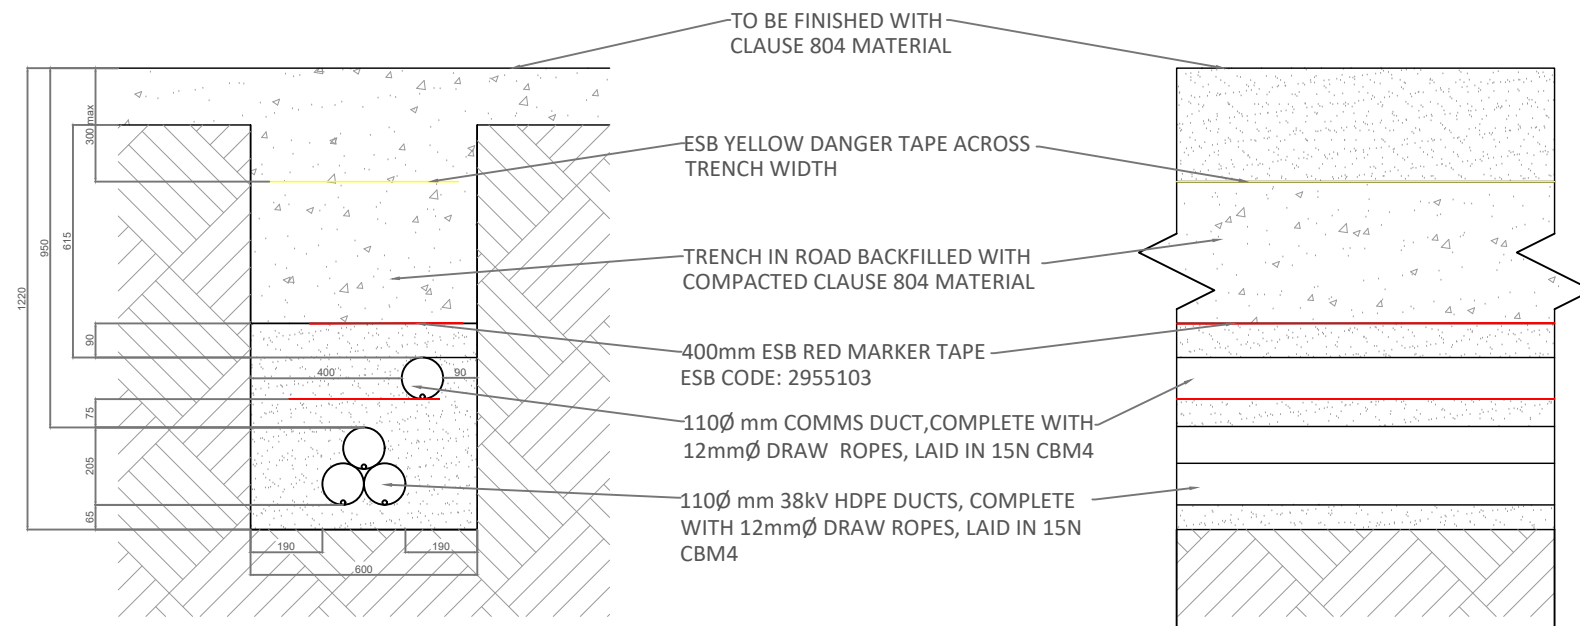 TO BE FINISHED WITH
CLAUSE 804 MATERIAL
ESB YELLOW DANGER TAPE ACROSS
TRENCH WIDTH
TRENCH IN ROAD BACKFILLED WITH
COMPACTED CLAUSE 804 MATERIAL
400mm ESB RED MARKER TAPE
ESB CODE: 2955103
110Ø mm COMMS DUCT,COMPLETE WITH
12mmØ DRAW ROPES, LAID IN 15N CBM4
110Ø mm 38kV HDPE DUCTS, COMPLETE
WITH 12mmØ DRAW ROPES, LAID IN 15N
CBM4
1220
950
615
300 max
90
75
205
65
400
90
190
190
600